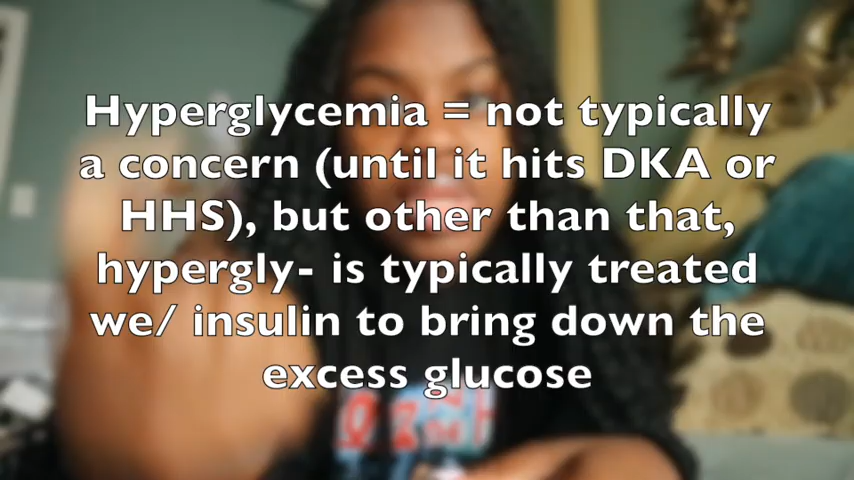 Hyperglycemia = not typically
a concern (until it hits DKA or
HHS), but other than that,
hypergly- is typically treated
we/ insulin to bring down the
excess glucose